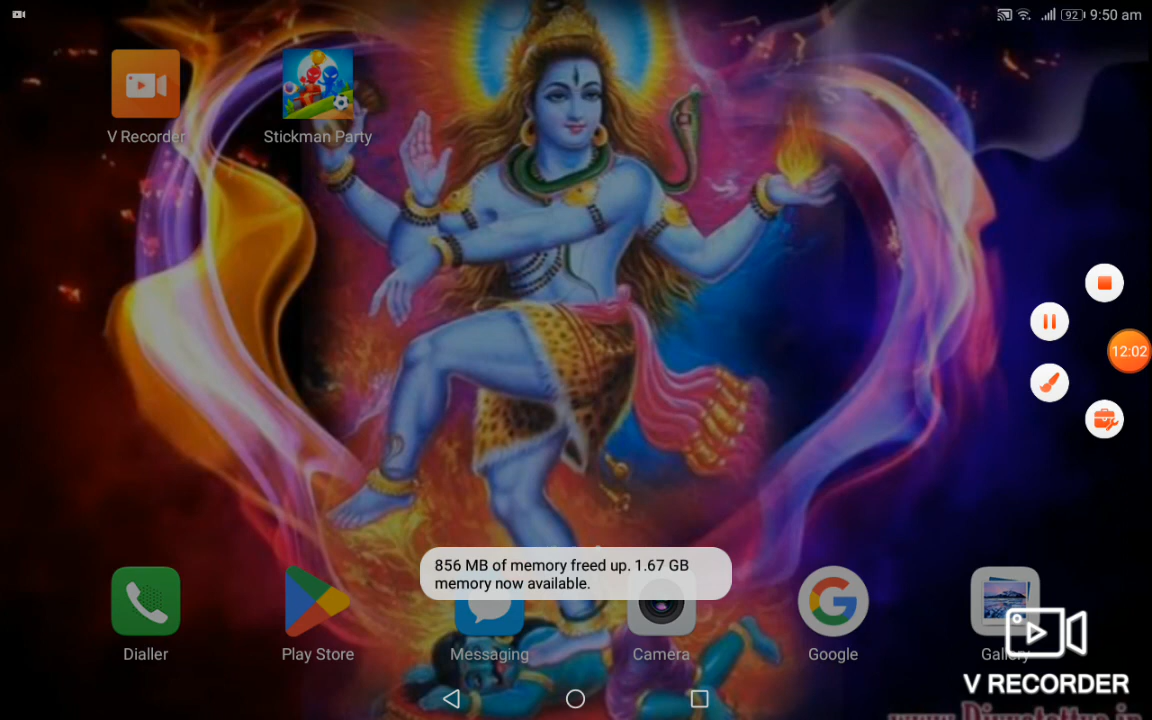 92 9:50 am
V Recorder
Stickman Party
12:02
856 MB of memory freed up. 1.67 GB
memory now available.
Dialler
Play Store
Messaging
Camera
Google
Gallery
V RECORDER